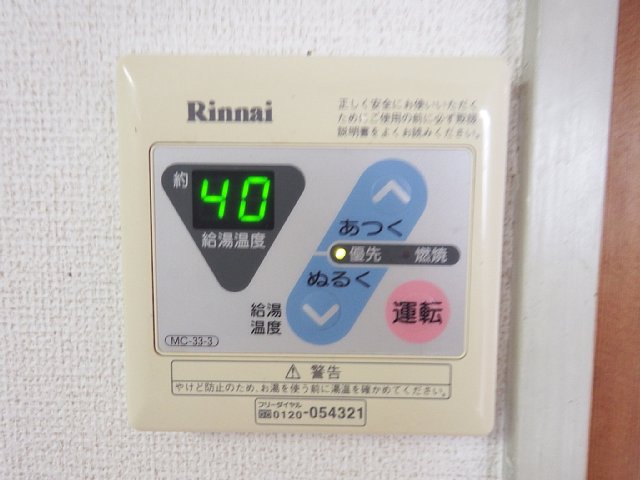 Rinnai
正しく安全にお使いいただく
ためにご使用の前に必ず取扱
説明書をよくお読みください。
約
40
給湯温度
あつく
優先 燃焼
ぬるく
給湯
温度
運転
MC-33-3
⚠ 警告
やけど防止のため、お湯を使う前に湯温を確かめてください。
フリーダイヤル
0120-054321